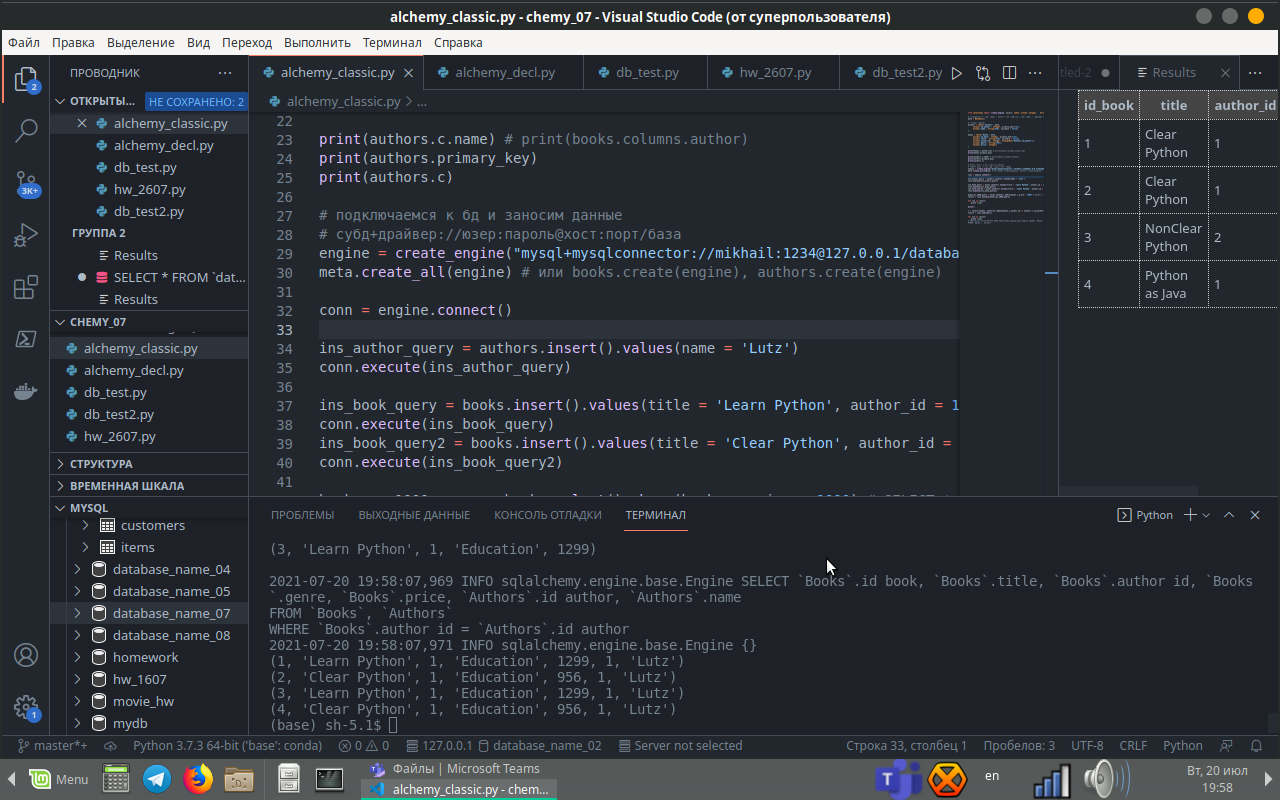 alchemy_classic.py - chemy_07 - Visual Studio Code (от суперпользователя)
Файл Правка Выделение Вид Переход Выполнить Терминал Справка
ПРОВОДНИК
alchemy_classic.py
alchemy_decl.py
db_test.py
hw_2607.py
db_test2.py
tled-2
Results
ОТКРЫТЫ... НЕ СОХРАНЕНО: 2
alchemy_classic.py
alchemy_decl.py
db_test.py
hw_2607.py
db_test2.py
ГРУППА 2
Results
SELECT * FROM `dat...
Results
CHEMY_07
alchemy_classic.py
alchemy_decl.py
db_test.py
db_test2.py
hw_2607.py
СТРУКТУРА
ВРЕМЕННАЯ ШКАЛА
MYSQL
customers
items
database_name_04
database_name_05
database_name_07
database_name_08
homework
hw_1607
movie_hw
mydb
2
3K+
1
alchemy_classic.py > ...
22
23 print(authors.c.name) # print(books.columns.author)
24 print(authors.primary_key)
25 print(authors.c)
26
27 # подключаемся к бд и заносим данные
28 # субд+драйвер://юзер:пароль@хост:порт/база
29 engine = create_engine("mysql+mysqlconnector://mikhail:1234@127.0.0.1/databa
30 meta.create_all(engine) # или books.create(engine), authors.create(engine)
31
32 conn = engine.connect()
33
34 ins_author_query = authors.insert().values(name = 'Lutz')
35 conn.execute(ins_author_query)
36
37 ins_book_query = books.insert().values(title = 'Learn Python', author_id = 1
38 conn.execute(ins_book_query)
39 ins_book_query2 = books.insert().values(title = 'Clear Python', author_id =
40 conn.execute(ins_book_query2)
41
id_book title author_id
1 Clear Python 1
2 Clear Python 1
3 NonClear Python 2
4 Python as Java 1
ПРОБЛЕМЫ ВЫХОДНЫЕ ДАННЫЕ КОНСОЛЬ ОТЛАДКИ ТЕРМИНАЛ
Python
(3, 'Learn Python', 1, 'Education', 1299)
2021-07-20 19:58:07,969 INFO sqlalchemy.engine.base.Engine SELECT `Books`.id book, `Books`.title, `Books`.author id, `Books
`.genre, `Books`.price, `Authors`.id author, `Authors`.name
FROM `Books`, `Authors`
WHERE `Books`.author id = `Authors`.id author
2021-07-20 19:58:07,971 INFO sqlalchemy.engine.base.Engine {}
(1, 'Learn Python', 1, 'Education', 1299, 1, 'Lutz')
(2, 'Clear Python', 1, 'Education', 956, 1, 'Lutz')
(3, 'Learn Python', 1, 'Education', 1299, 1, 'Lutz')
(4, 'Clear Python', 1, 'Education', 956, 1, 'Lutz')
(base) sh-5.1$
master*+ Python 3.7.3 64-bit ('base': conda) 0 0 127.0.0.1 database_name_02 Server not selected Строка 33, столбец 1 Пробелов: 3 UTF-8 CRLF Python
Menu
Файлы | Microsoft Teams
alchemy_classic.py - chem...
en
Вт, 20 июл
19:58